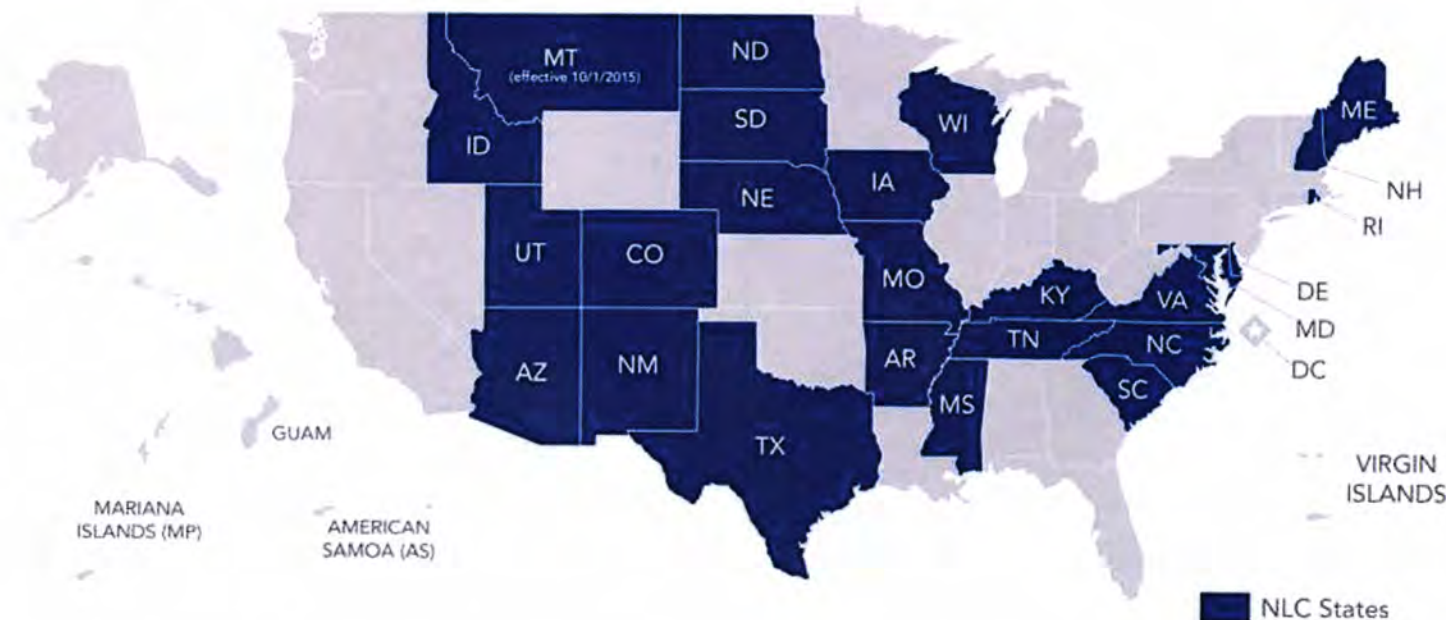 MT
(effective 10/1/2015)
ND
ME
SD
WI
ID
NH
IA
NE
RI
UT
CO
MO
KY
VA
DE
MD
TN
NC
DC
AZ
NM
AR
SC
MS
GUAM
TX
VIRGIN
ISLANDS
MARIANA
ISLANDS (MP)
AMERICAN
SAMOA (AS)
NLC States